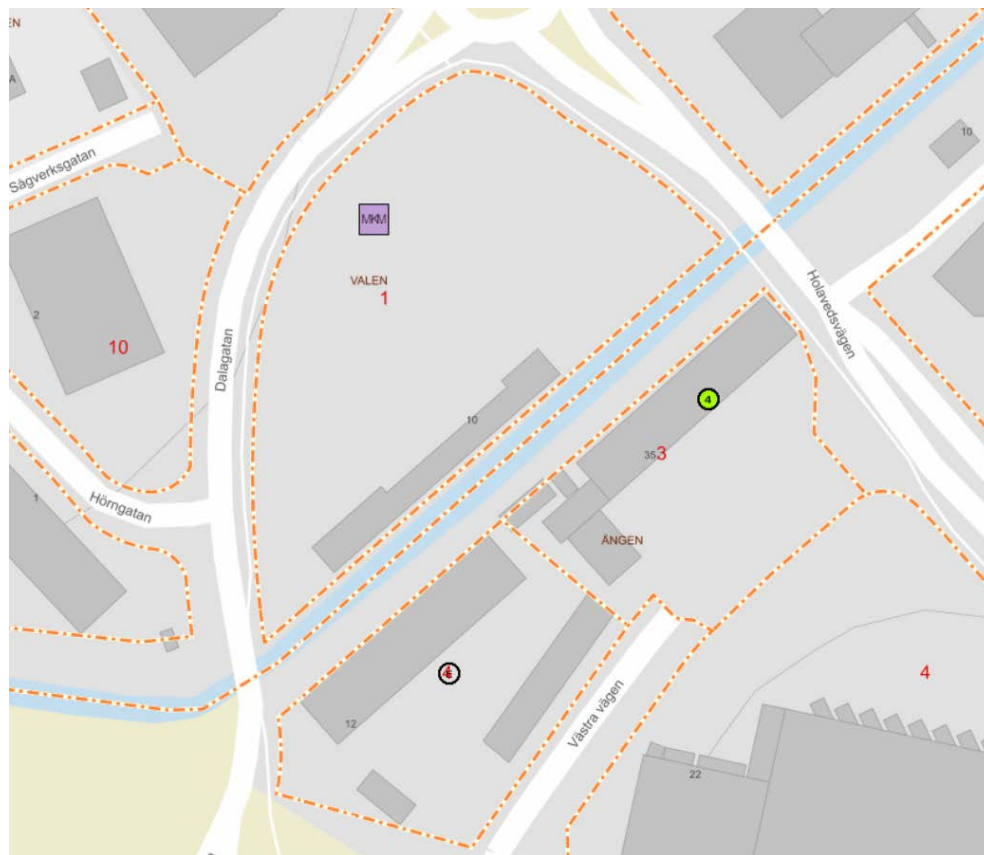 EN
A
10
Sågverksgatan
MKM
VALEN
1
2
10
Dalagatan
Holavedsvägen
4
10
35
3
1
Hörngatan
ÄNGEN
4
12
Västra vägen
22